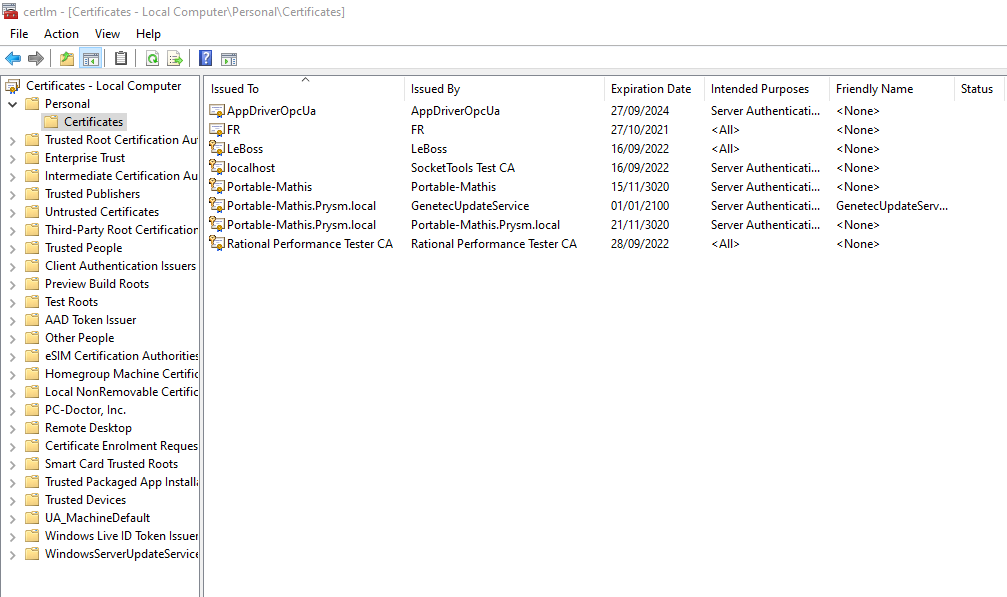 certlm - [Certificates - Local Computer\Personal\Certificates]
File Action View Help
Certificates - Local Computer
Personal
Certificates
Trusted Root Certification Au
Enterprise Trust
Intermediate Certification Au
Trusted Publishers
Untrusted Certificates
Third-Party Root Certification
Trusted People
Client Authentication Issuers
Preview Build Roots
Test Roots
AAD Token Issuer
Other People
eSIM Certification Authorities
Homegroup Machine Certific
Local NonRemovable Certific
PC-Doctor, Inc.
Remote Desktop
Certificate Enrolment Reques
Smart Card Trusted Roots
Trusted Packaged App Installa
Trusted Devices
UA_MachineDefault
Windows Live ID Token Issuer
WindowsServerUpdateService
Issued To Issued By Expiration Date Intended Purposes Friendly Name Status
AppDriverOpcUa AppDriverOpcUa 27/09/2024 Server Authenticati... <None>
FR FR 27/10/2021 <All> <None>
LeBoss LeBoss 16/09/2022 <All> <None>
localhost SocketTools Test CA 16/09/2022 Server Authenticati... <None>
Portable-Mathis Portable-Mathis 15/11/3020 Server Authenticati... <None>
Portable-Mathis.Prysm.local GenetecUpdateService 01/01/2100 Server Authenticati... GenetecUpdateServ...
Portable-Mathis.Prysm.local Portable-Mathis.Prysm.local 21/11/3020 Server Authenticati... <None>
Rational Performance Tester CA Rational Performance Tester CA 28/09/2022 <All> <None>